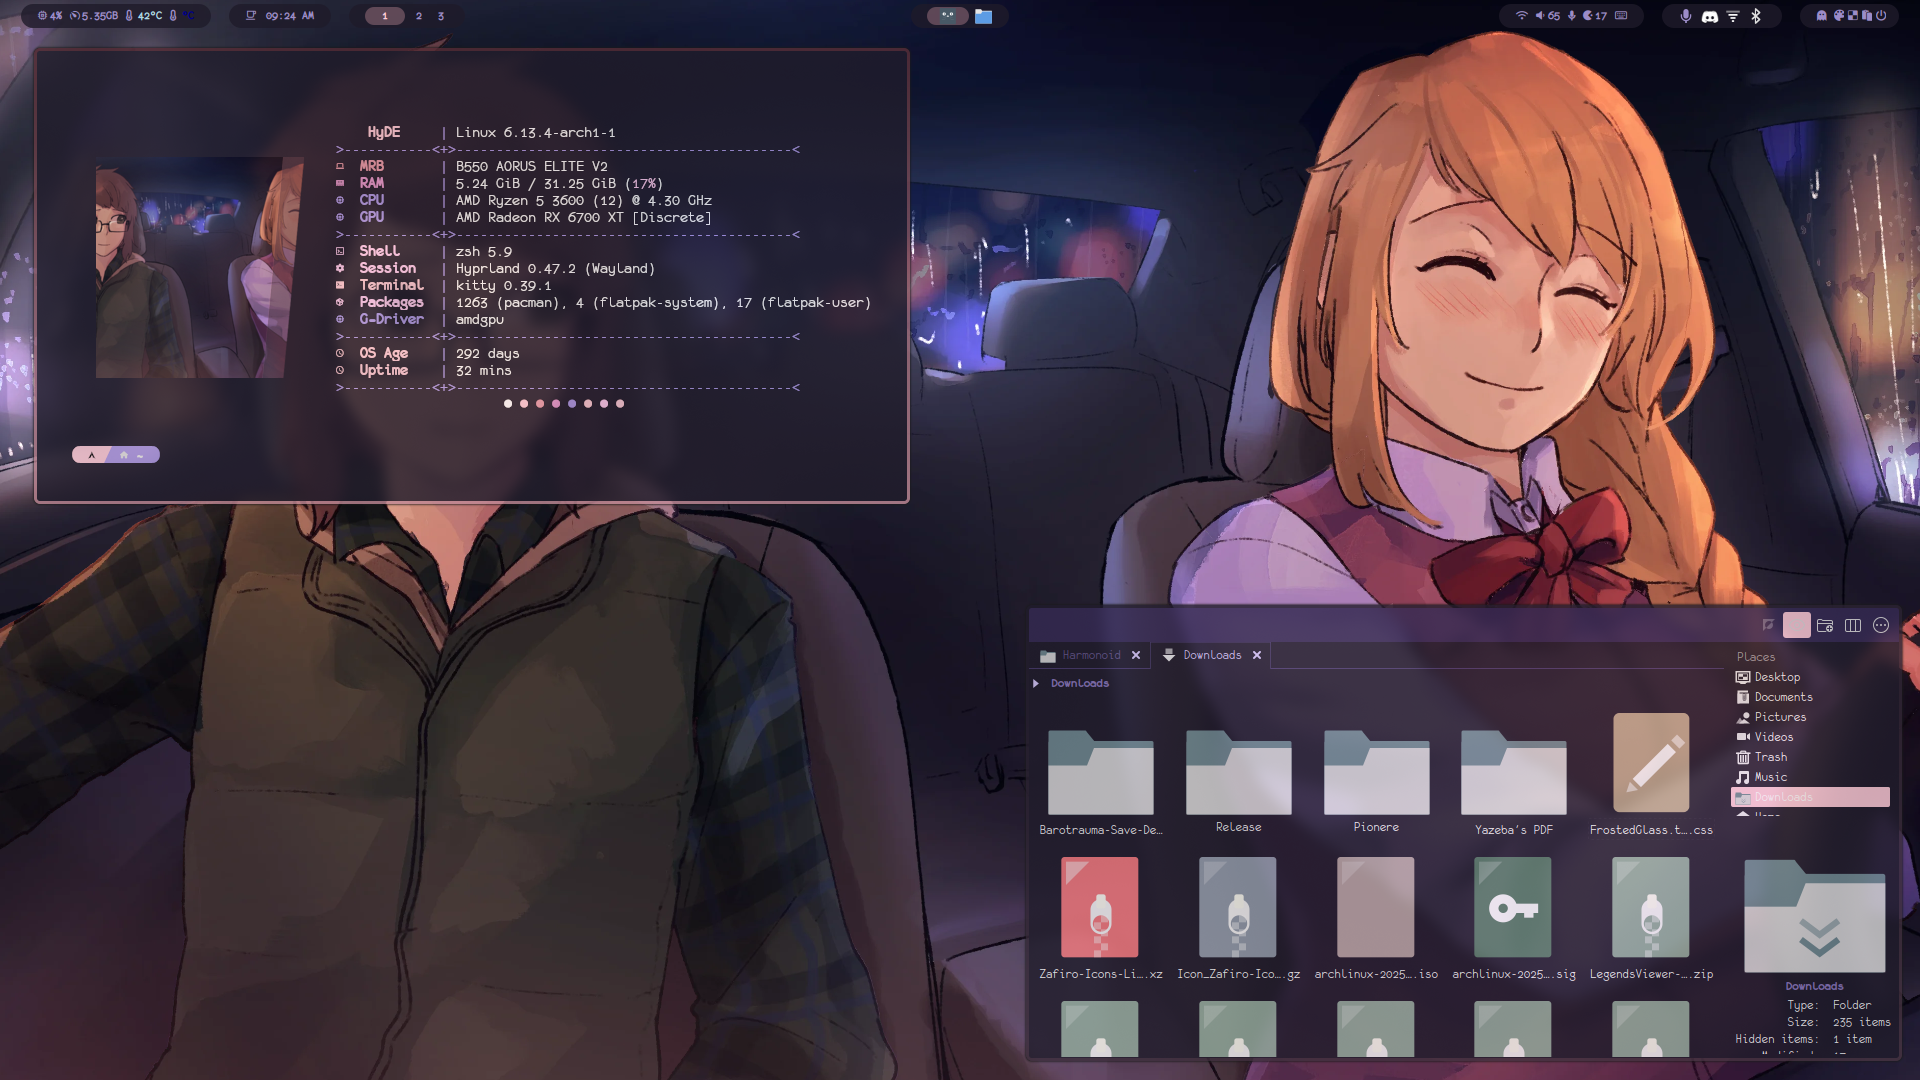 4% 5.35GB 42°C °C
09:24 AM
1 2 3
65 17
HyDE | Linux 6.13.4-arch1-1
>-----------<+>------------------------------------------<
MRB | B550 AORUS ELITE V2
RAM | 5.24 GiB / 31.25 GiB (17%)
CPU | AMD Ryzen 5 3600 (12) @ 4.30 GHz
GPU | AMD Radeon RX 6700 XT [Discrete]
>-----------<+>------------------------------------------<
Shell | zsh 5.9
Session | Hyprland 0.47.2 (Wayland)
Terminal | kitty 0.39.1
Packages | 1263 (pacman), 4 (flatpak-system), 17 (flatpak-user)
G-Driver | amdgpu
>-----------<+>------------------------------------------<
OS Age | 292 days
Uptime | 32 mins
>-----------<+>------------------------------------------<
~
Harmonoid Downloads
Downloads
Barotrauma-Save-De… Release Pionere Yazeba's PDF FrostedGlass.t….css
Zafiro-Icons-Li….xz Icon_Zafiro-Ico….gz archlinux-2025….iso archlinux-2025….sig LegendsViewer-….zip
Places
Desktop
Documents
Pictures
Videos
Trash
Music
Downloads
Downloads
Type: Folder
Size: 235 items
Hidden items: 1 item